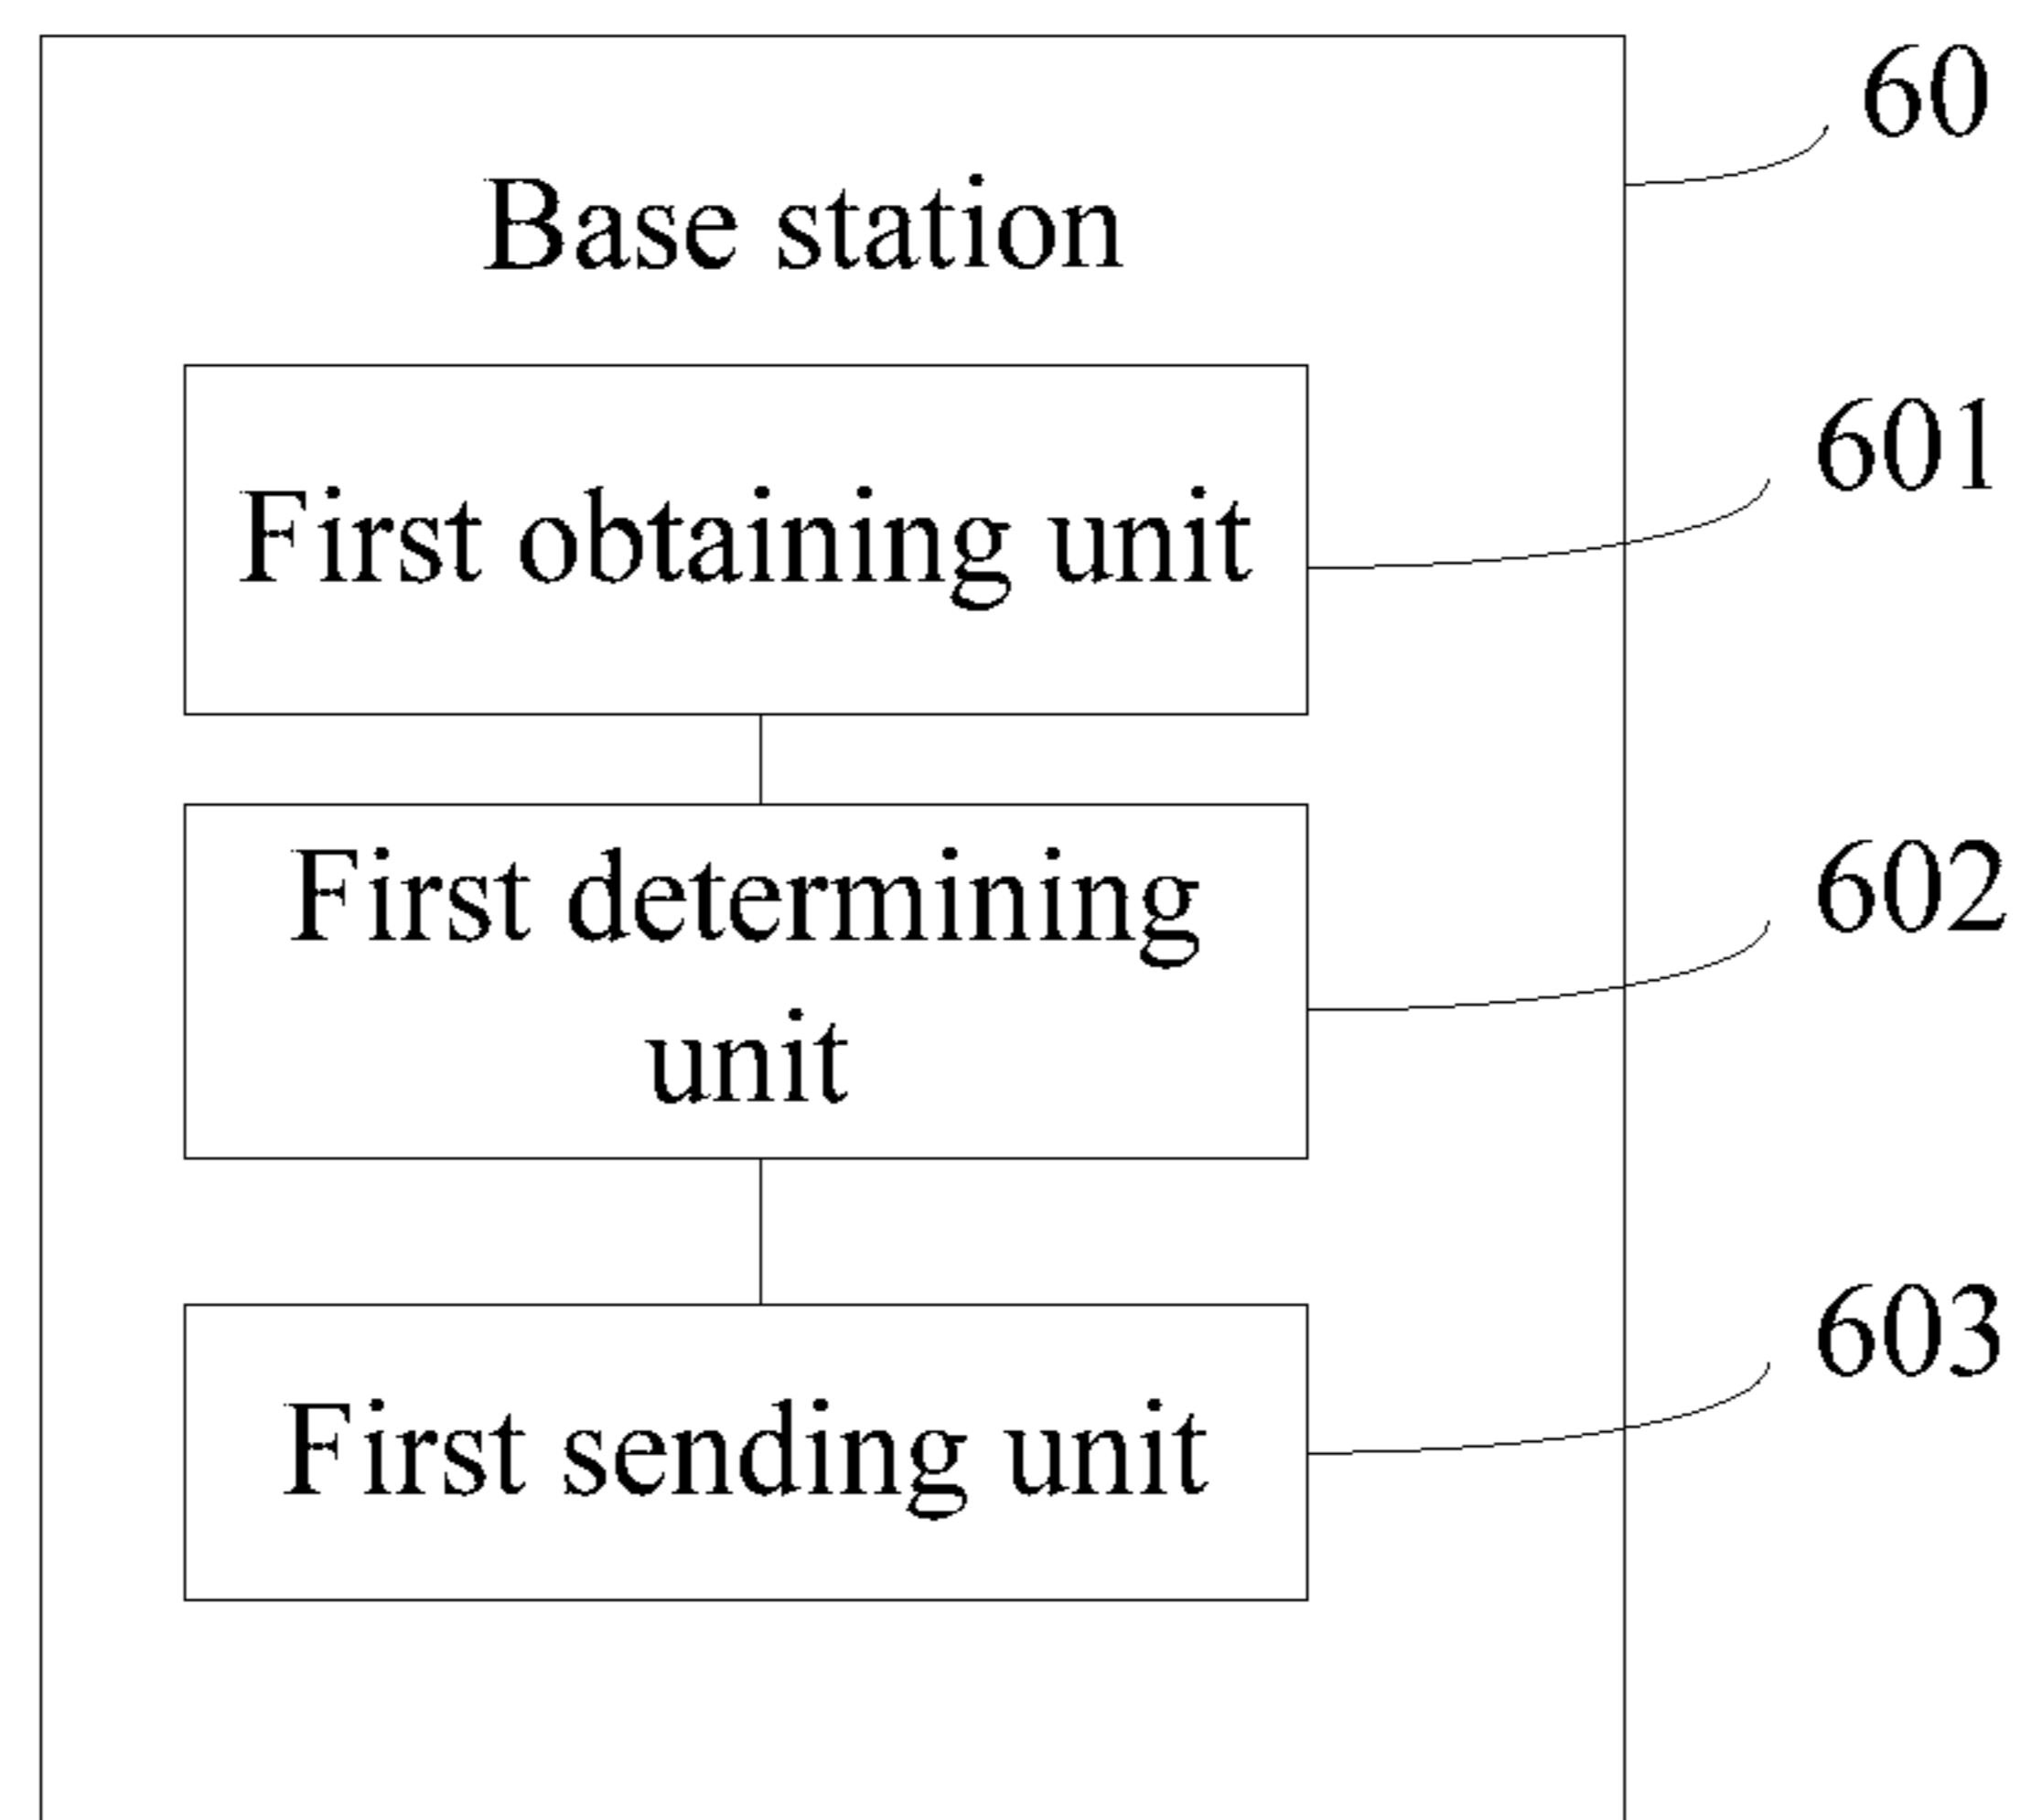 60
Base station
601
First obtaining unit
602
First determining
unit
603
First sending unit